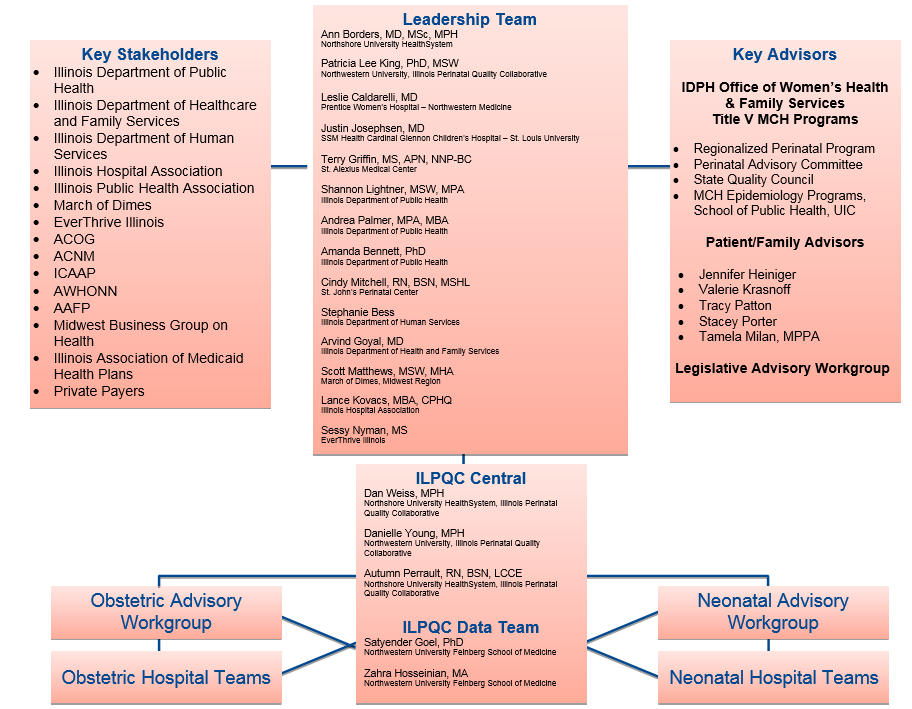 Key Stakeholders
• Illinois Department of Public
Health
• Illinois Department of Healthcare
and Family Services
• Illinois Department of Human
Services
• Illinois Hospital Association
• Illinois Public Health Association
• March of Dimes
• EverThrive Illinois
• ACOG
• ACNM
• ICAAP
• AWHONN
• AAFP
• Midwest Business Group on
Health
• Illinois Association of Medicaid
Health Plans
• Private Payers
Leadership Team
Ann Borders, MD, MSc, MPH
Northshore University HealthSystem
Patricia Lee King, PhD, MSW
Northwestern University, Illinois Perinatal Quality Collaborative
Leslie Caldarelli, MD
Prentice Women's Hospital – Northwestern Medicine
Justin Josephsen, MD
SSM Health Cardinal Glennon Children's Hospital – St. Louis University
Terry Griffin, MS, APN, NNP-BC
St. Alexius Medical Center
Shannon Lightner, MSW, MPA
Illinois Department of Public Health
Andrea Palmer, MPA, MBA
Illinois Department of Public Health
Amanda Bennett, PhD
Illinois Department of Public Health
Cindy Mitchell, RN, BSN, MSHL
St. John's Perinatal Center
Stephanie Bess
Illinois Department of Human Services
Arvind Goyal, MD
Illinois Department of Health and Family Services
Scott Matthews, MSW, MHA
March of Dimes, Midwest Region
Lance Kovacs, MBA, CPHQ
Illinois Hospital Association
Sessy Nyman, MS
EverThrive Illinois
Key Advisors
IDPH Office of Women's Health
& Family Services
Title V MCH Programs
• Regionalized Perinatal Program
• Perinatal Advisory Committee
• State Quality Council
• MCH Epidemiology Programs,
School of Public Health, UIC
Patient/Family Advisors
• Jennifer Heiniger
• Valerie Krasnoff
• Tracy Patton
• Stacey Porter
• Tamela Milan, MPPA
Legislative Advisory Workgroup
ILPQC Central
Dan Weiss, MPH
Northshore University HealthSystem, Illinois Perinatal
Quality Collaborative
Danielle Young, MPH
Northwestern University, Illinois Perinatal Quality
Collaborative
Autumn Perrault, RN, BSN, LCCE
Northshore University HealthSystem, Illinois Perinatal
Quality Collaborative
ILPQC Data Team
Satyender Goel, PhD
Northwestern University Feinberg School of Medicine
Zahra Hosseinian, MA
Northwestern University Feinberg School of Medicine
Obstetric Advisory
Workgroup
Obstetric Hospital Teams
Neonatal Advisory
Workgroup
Neonatal Hospital Teams